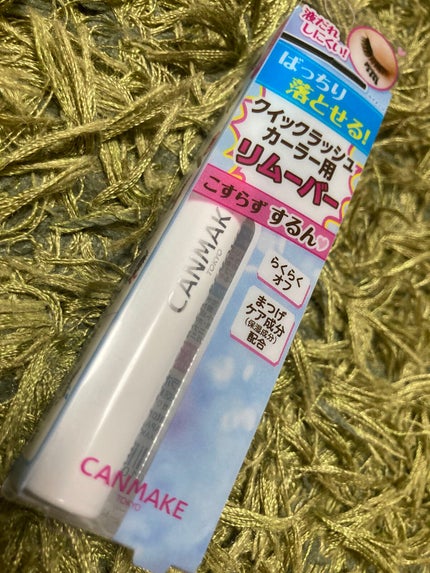 液だれ
しにくい!!
ばっちり
落とせる!
クイックラッシュ
カーラー用
リムーバー
こすらず するん♡
らくらく
オフ
まつげ
ケア成分
(保湿成分)
配合
CANMAK
TOKYO
CANMAKE
TOKYO